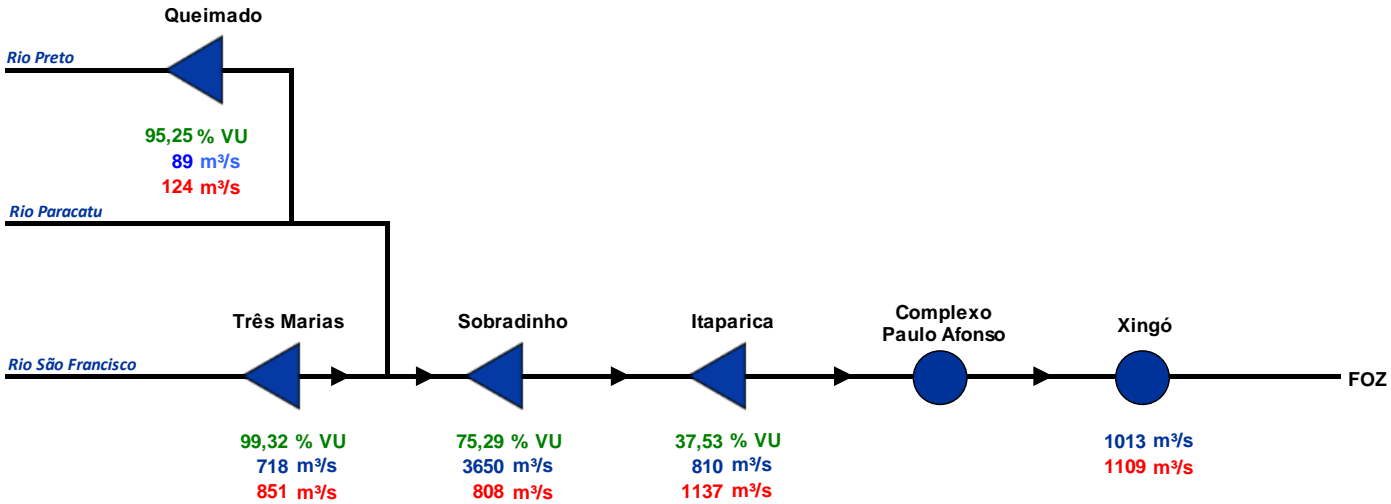 Queimado
Rio Preto
95,25 % VU
89 m³/s
124 m³/s
Rio Paracatu
Três Marias
Sobradinho
Itaparica
Complexo
Paulo Afonso
Xingó
Rio São Francisco
FOZ
99,32 % VU
718 m³/s
851 m³/s
75,29 % VU
3650 m³/s
808 m³/s
37,53 % VU
810 m³/s
1137 m³/s
1013 m³/s
1109 m³/s